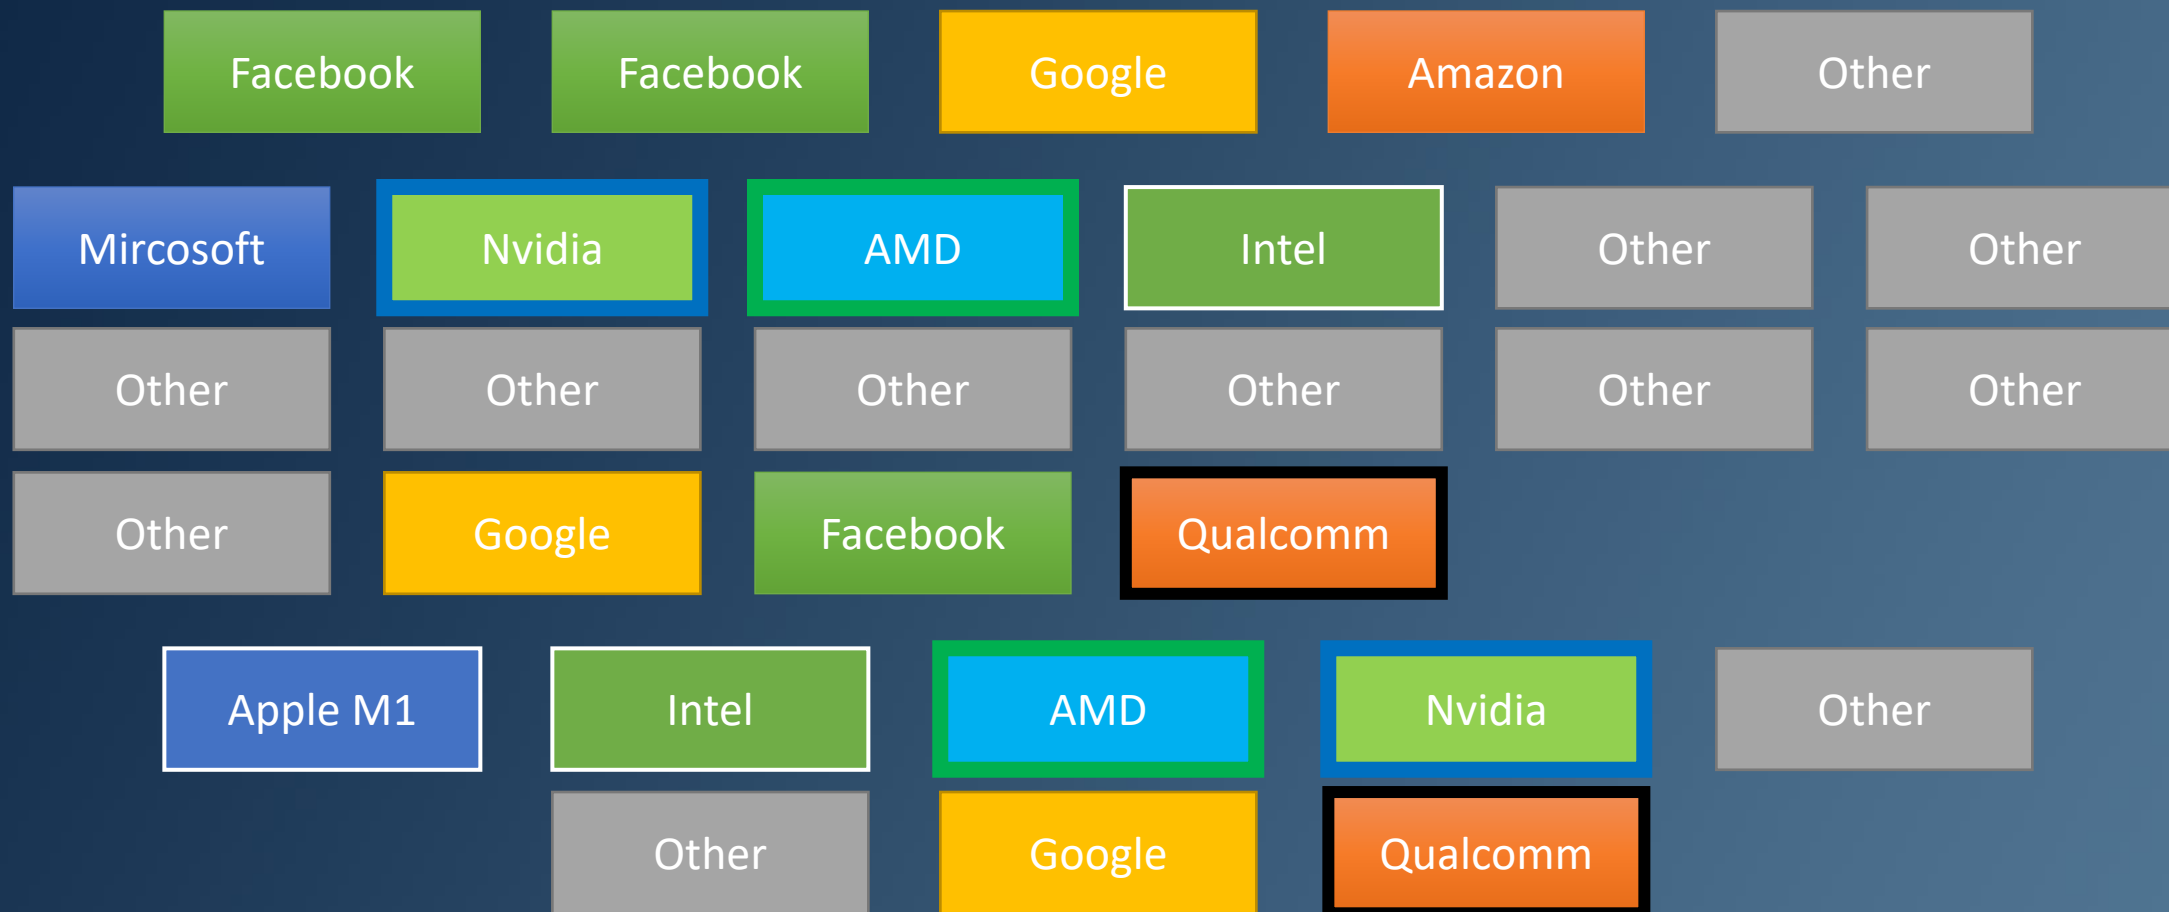 Facebook Facebook Google Amazon Other
Mircosoft Nvidia AMD Intel Other Other
Other Other Other Other Other Other
Other Google Facebook Qualcomm
Apple M1 Intel AMD Nvidia Other
Other Google Qualcomm